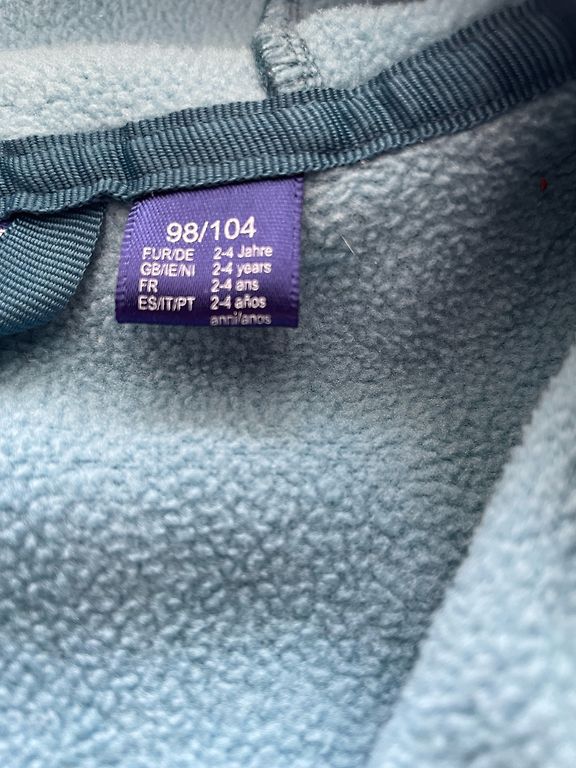 98/104
EUR/DE 2-4 Jahre
GB/IE/NI 2-4 years
FR 2-4 ans
ES/IT/PT 2-4 años
anni/anos